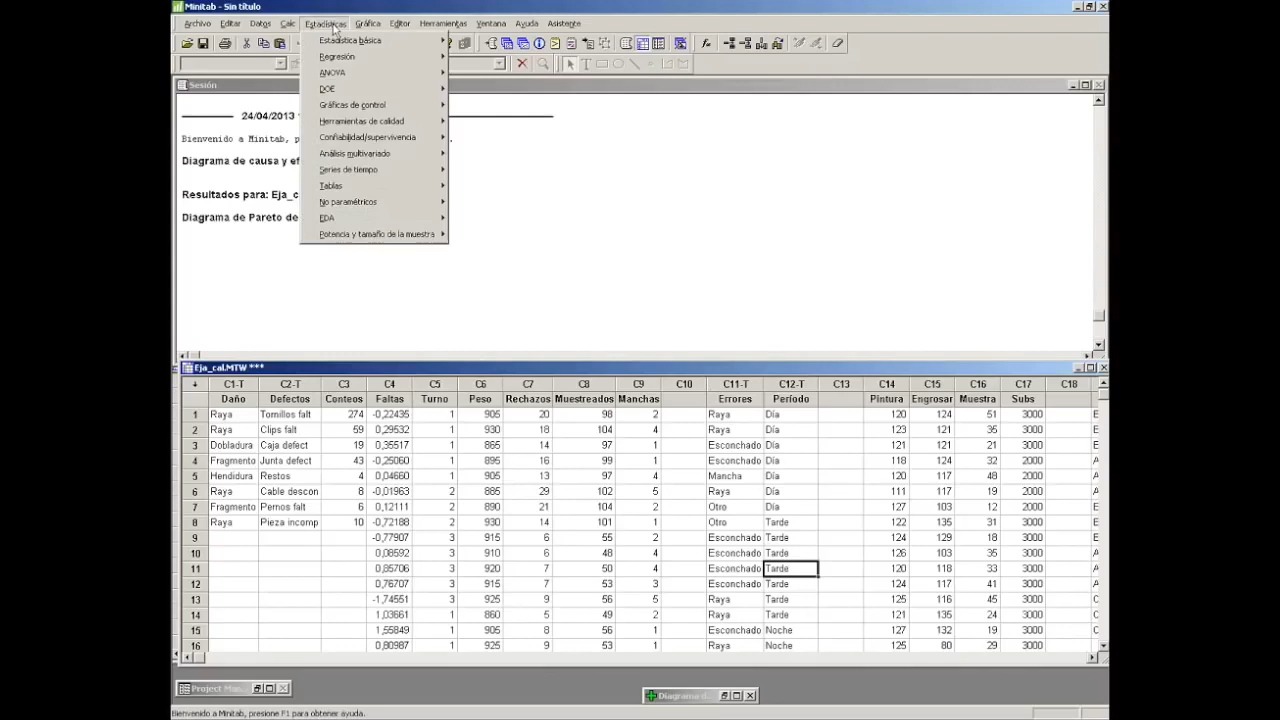 Minitab - Sin título
Archivo Editar Datos Calc Estadísticas Gráfica Editor Herramientas Ventana Ayuda Asistente
Estadística básica
Regresión
ANOVA
DOE
Gráficas de control
Herramientas de calidad
Confiabilidad/supervivencia
Análisis multivariado
Series de tiempo
Tablas
No paramétricos
EDA
Potencia y tamaño de la muestra
Sesión
24/04/2013
Bienvenido a Minitab, p
Diagrama de causa y ef
Resultados para: Eja_c
Diagrama de Pareto de
Eja_cal.MTW ***
C1-T C2-T C3 C4 C5 C6 C7 C8 C9 C10 C11-T C12-T C13 C14 C15 C16 C17 C18
Daño Defectos Conteos Faltas Turno Peso Rechazos Muestreados Manchas Errores Período Pintura Engrosar Muestra Subs
1 Raya Tornillos falt 274 -0,22435 1 905 20 98 2 Raya Día 120 124 51 3000 E
2 Raya Clips falt 59 0,29532 1 930 18 104 4 Raya Día 123 121 35 3000 E
3 Dobladura Caja defect 19 0,35517 1 865 14 97 1 Esconchado Día 121 121 21 3000 E
4 Fragmento Junta defect 43 -0,25060 1 895 16 99 1 Esconchado Día 118 124 32 2000 A
5 Hendidura Restos 4 0,04660 1 905 13 97 4 Mancha Día 120 117 48 2000 A
6 Raya Cable descon 8 -0,01963 2 885 29 102 5 Raya Día 111 117 19 2000 E
7 Fragmento Pernos falt 6 0,12111 2 890 21 104 2 Otro Día 127 103 12 2000 E
8 Raya Pieza incomp 10 -0,72188 2 930 14 101 1 Otro Tarde 122 135 31 3000 E
9 -0,77907 3 915 6 55 2 Esconchado Tarde 124 129 18 3000 E
10 0,08592 3 910 6 48 4 Esconchado Tarde 126 103 35 3000 A
11 0,85706 3 920 7 50 4 Esconchado Tarde 120 118 33 3000 A
12 0,76707 3 915 7 53 3 Esconchado Tarde 124 117 41 3000 A
13 -1,74551 3 925 9 56 5 Raya Tarde 125 116 45 3000 C
14 1,03661 1 860 5 49 2 Raya Tarde 121 135 24 3000 C
15 1,55849 1 905 8 56 1 Esconchado Noche 127 132 19 3000 C
16 0,80987 1 925 9 53 1 Raya Noche 125 80 29 3000
Project Man...
Diagrama d...
Bienvenido a Minitab, presione F1 para obtener ayuda.